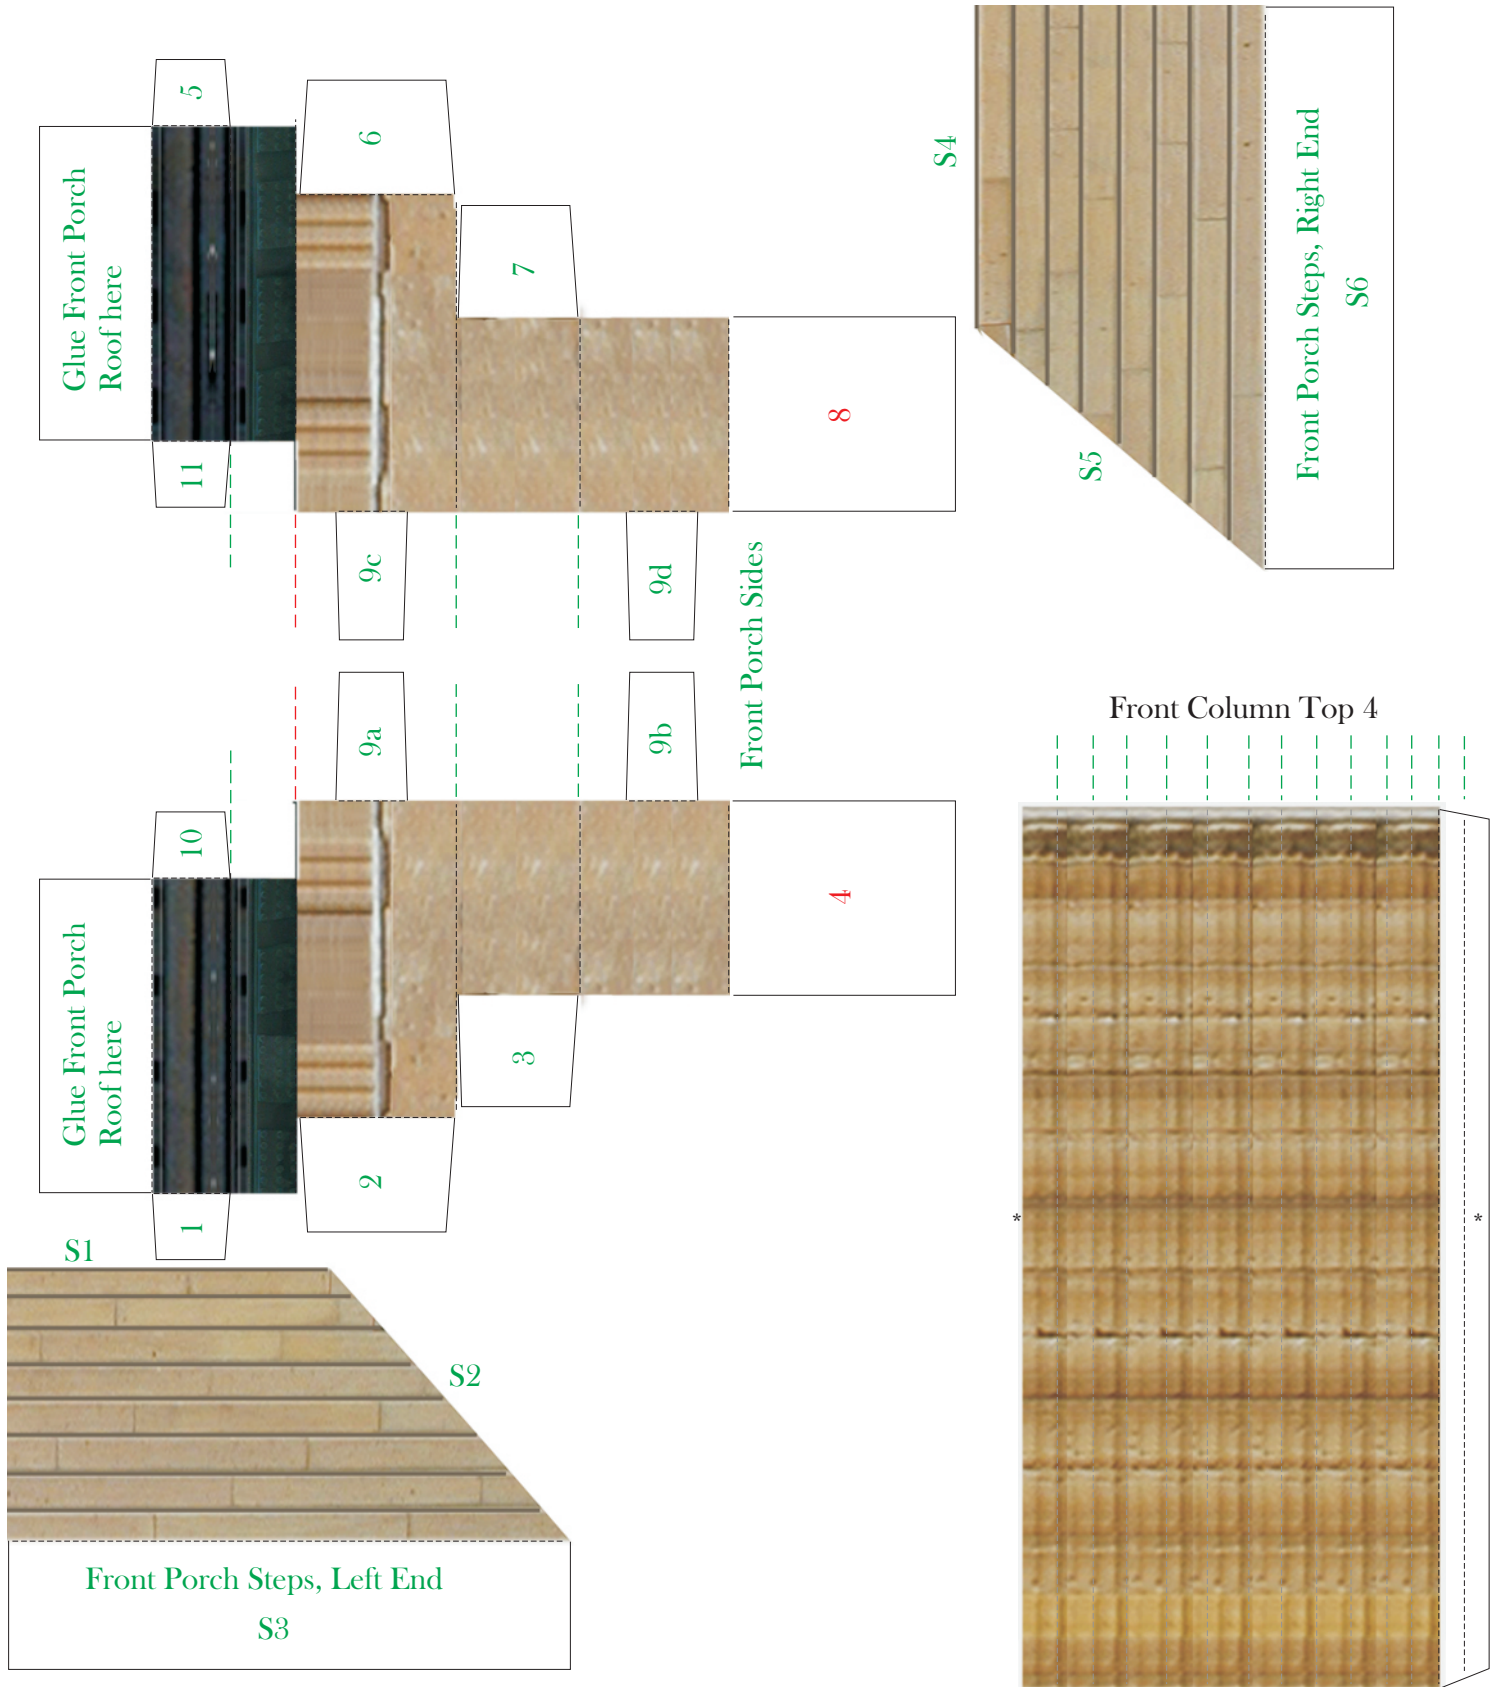 5
Glue Front Porch
Roof here
6
7
8
11
9c
9d
S4
S5
Front Porch Steps, Right End
S6
Front Porch Sides
9a
9b
10
Glue Front Porch
Roof here
4
3
2
1
Front Column Top 4
*
*
S1
S2
Front Porch Steps, Left End
S3